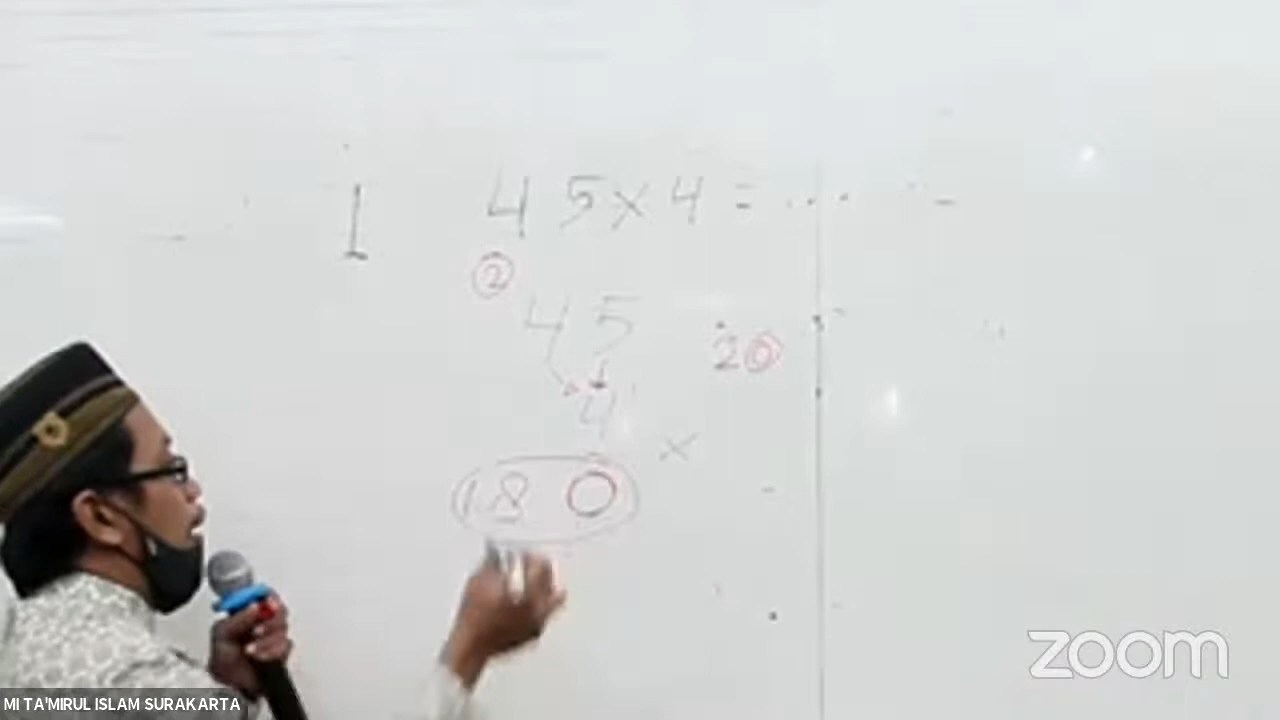 1 45 x 4 = ....
2
45
20
4
x
180
zoom
MI TA'MIRUL ISLAM SURAKARTA